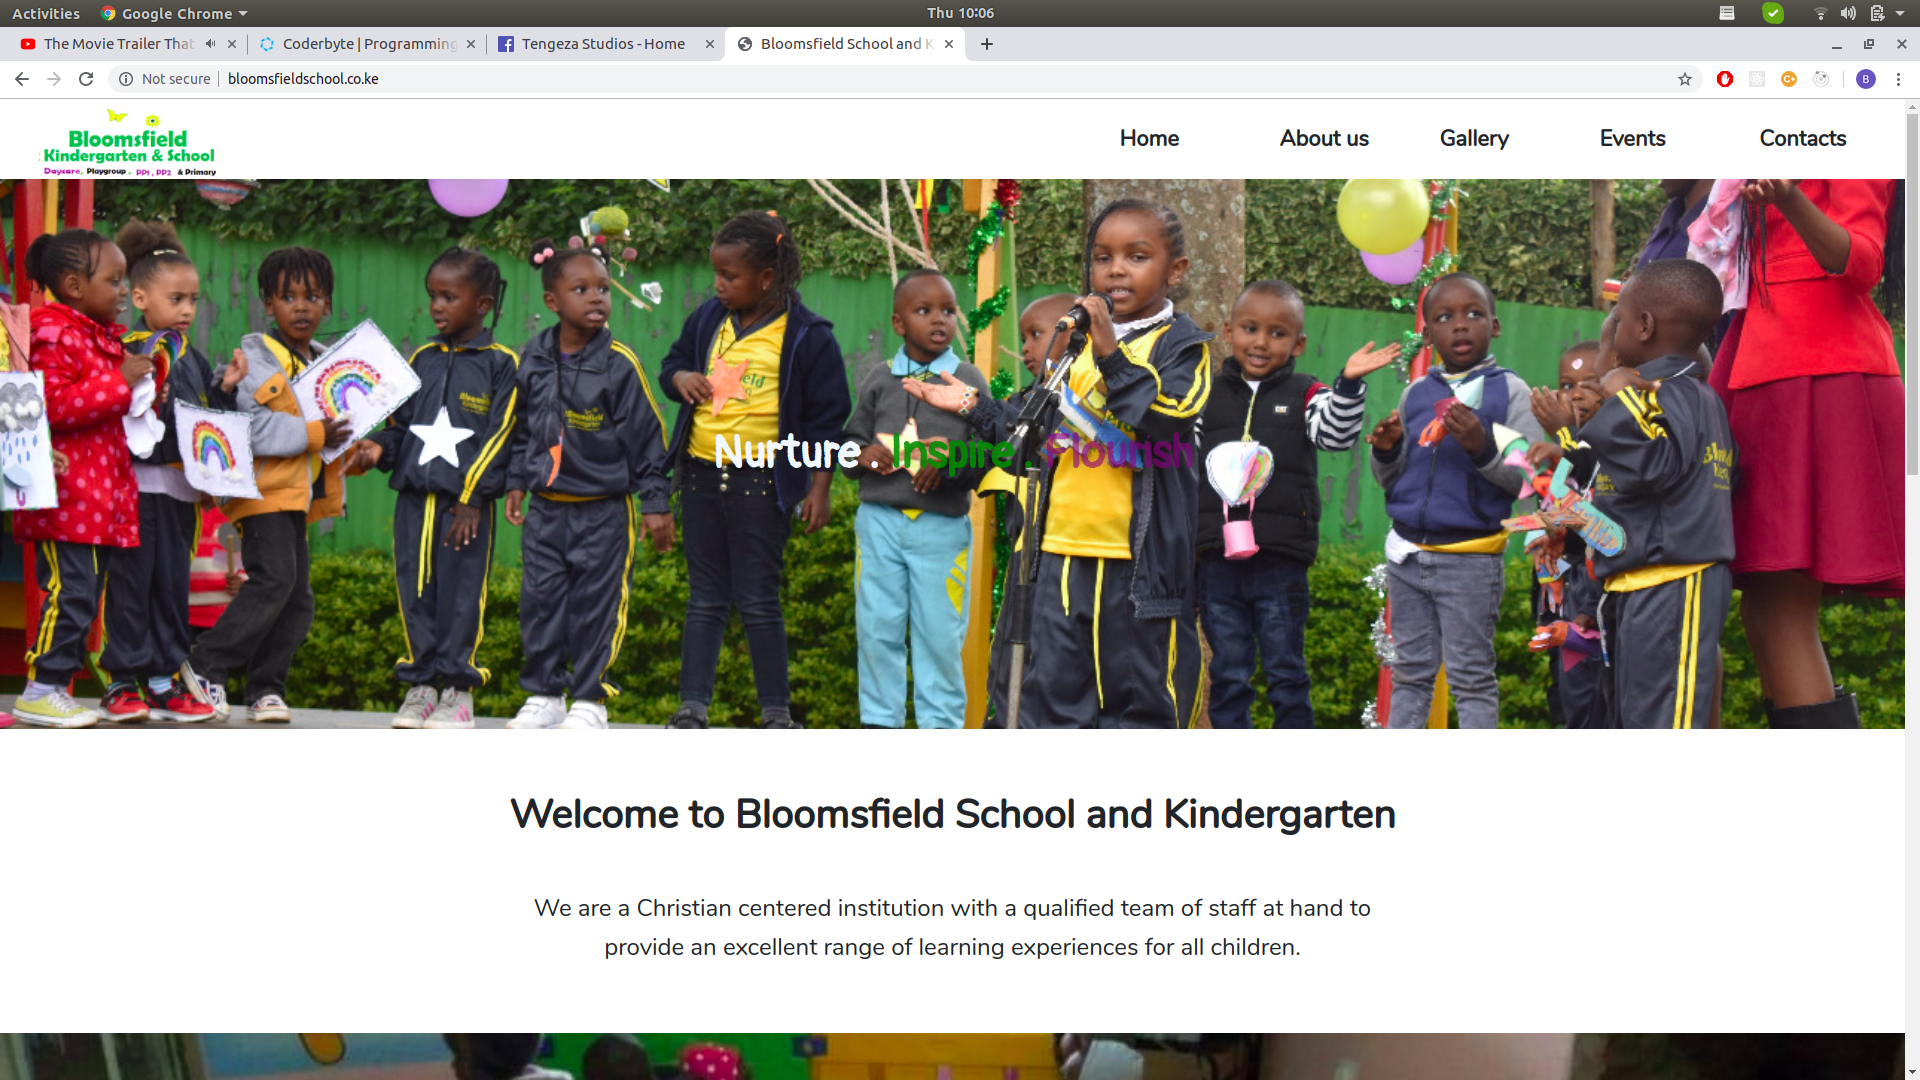 Activities
Google Chrome
Thu 10:06
The Movie Trailer That
Coderbyte | Programming
Tengeza Studios - Home
Bloomsfield School and K
Not secure
bloomsfieldschool.co.ke
C+
B
Bloomsfield
Kindergarten & School
Daycare, Playgroup , PP1 , PP2 & Primary
Home
About us
Gallery
Events
Contacts
CAT
Nurture . Inspire . Flourish
Welcome to Bloomsfield School and Kindergarten
We are a Christian centered institution with a qualified team of staff at hand to
provide an excellent range of learning experiences for all children.